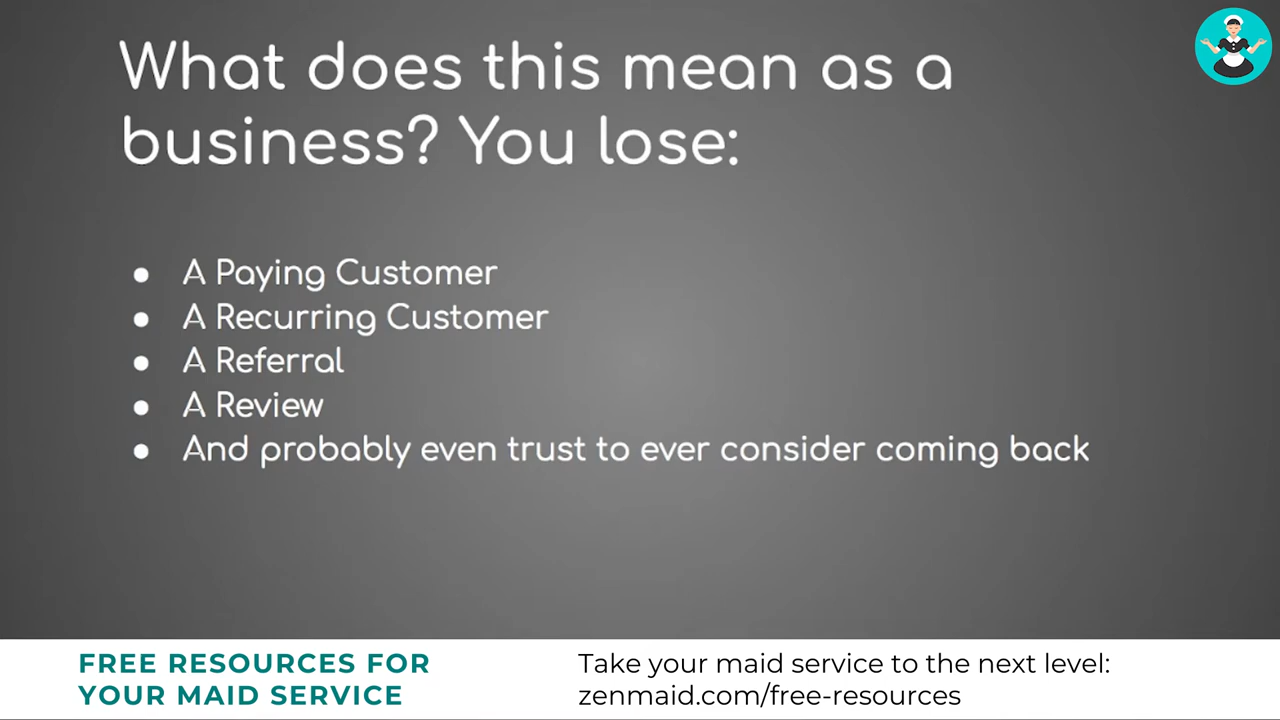 What does this mean as a
business? You lose:
● A Paying Customer
● A Recurring Customer
● A Referral
● A Review
● And probably even trust to ever consider coming back
FREE RESOURCES FOR
YOUR MAID SERVICE
Take your maid service to the next level:
zenmaid.com/free-resources